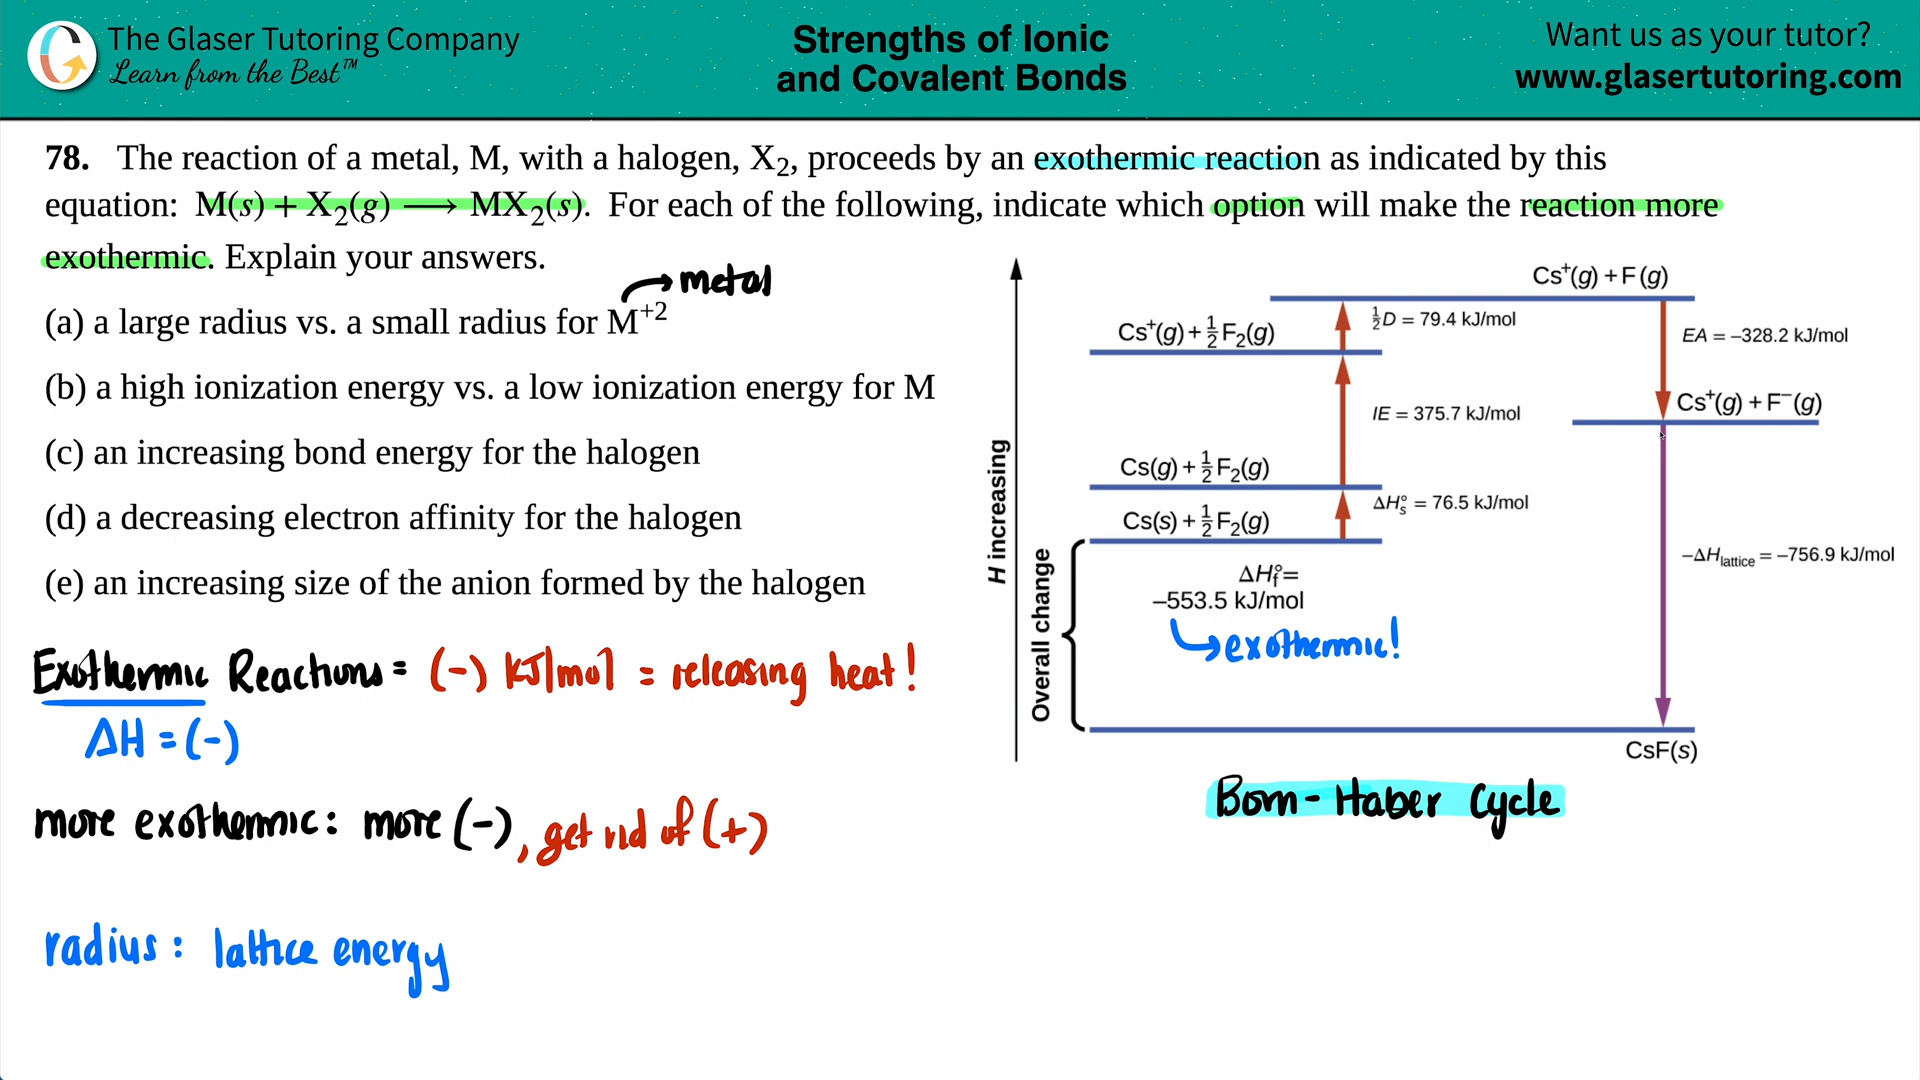 The Glaser Tutoring Company
Learn from the Best™
Strengths of Ionic
and Covalent Bonds
Want us as your tutor?
www.glasertutoring.com
78. The reaction of a metal, M, with a halogen, X₂, proceeds by an exothermic reaction as indicated by this
equation: M(s) + X₂(g) ⟶ MX₂(s). For each of the following, indicate which option will make the reaction more
exothermic. Explain your answers.
metal
(a) a large radius vs. a small radius for M⁺²
(b) a high ionization energy vs. a low ionization energy for M
(c) an increasing bond energy for the halogen
(d) a decreasing electron affinity for the halogen
(e) an increasing size of the anion formed by the halogen
Exothermic Reactions = (-) kJ/mol = releasing heat!
ΔH = (-)
more exothermic: more (-), get rid of (+)
radius: lattice energy
H increasing
Overall change
Cs⁺(g) + F(g)
½D = 79.4 kJ/mol
Cs⁺(g) + ½F₂(g)
EA = –328.2 kJ/mol
Cs⁺(g) + F⁻(g)
IE = 375.7 kJ/mol
Cs(g) + ½F₂(g)
ΔH°s = 76.5 kJ/mol
Cs(s) + ½F₂(g)
–ΔHlattice = –756.9 kJ/mol
ΔH°f =
–553.5 kJ/mol
exothermic!
CsF(s)
Born-Haber Cycle